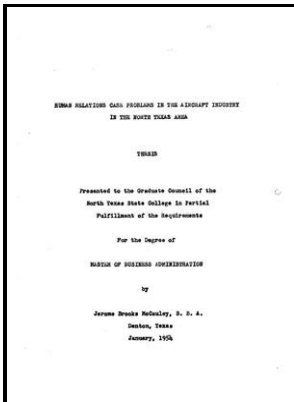 HUMAN RELATIONS CASE PROBLEMS IN THE AIRCRAFT INDUSTRY
IN THE NORTH TEXAS AREA
THESIS
Presented to the Graduate Council of the
North Texas State College in Partial
Fulfillment of the Requirements
For the Degree of
MASTER OF BUSINESS ADMINISTRATION
by
Jerome Brooks McCauley, B. B. A.
Denton, Texas
January, 1954